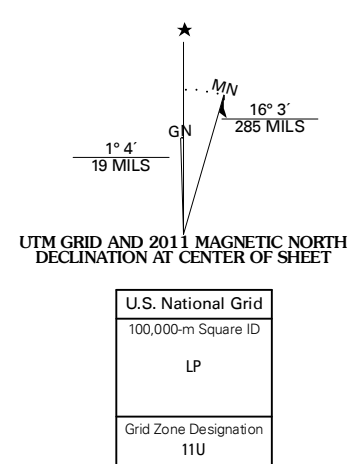 MN
GN
16° 3´
285 MILS
1° 4´
19 MILS
UTM GRID AND 2011 MAGNETIC NORTH
DECLINATION AT CENTER OF SHEET
U.S. National Grid
100,000-m Square ID
LP
Grid Zone Designation
11U